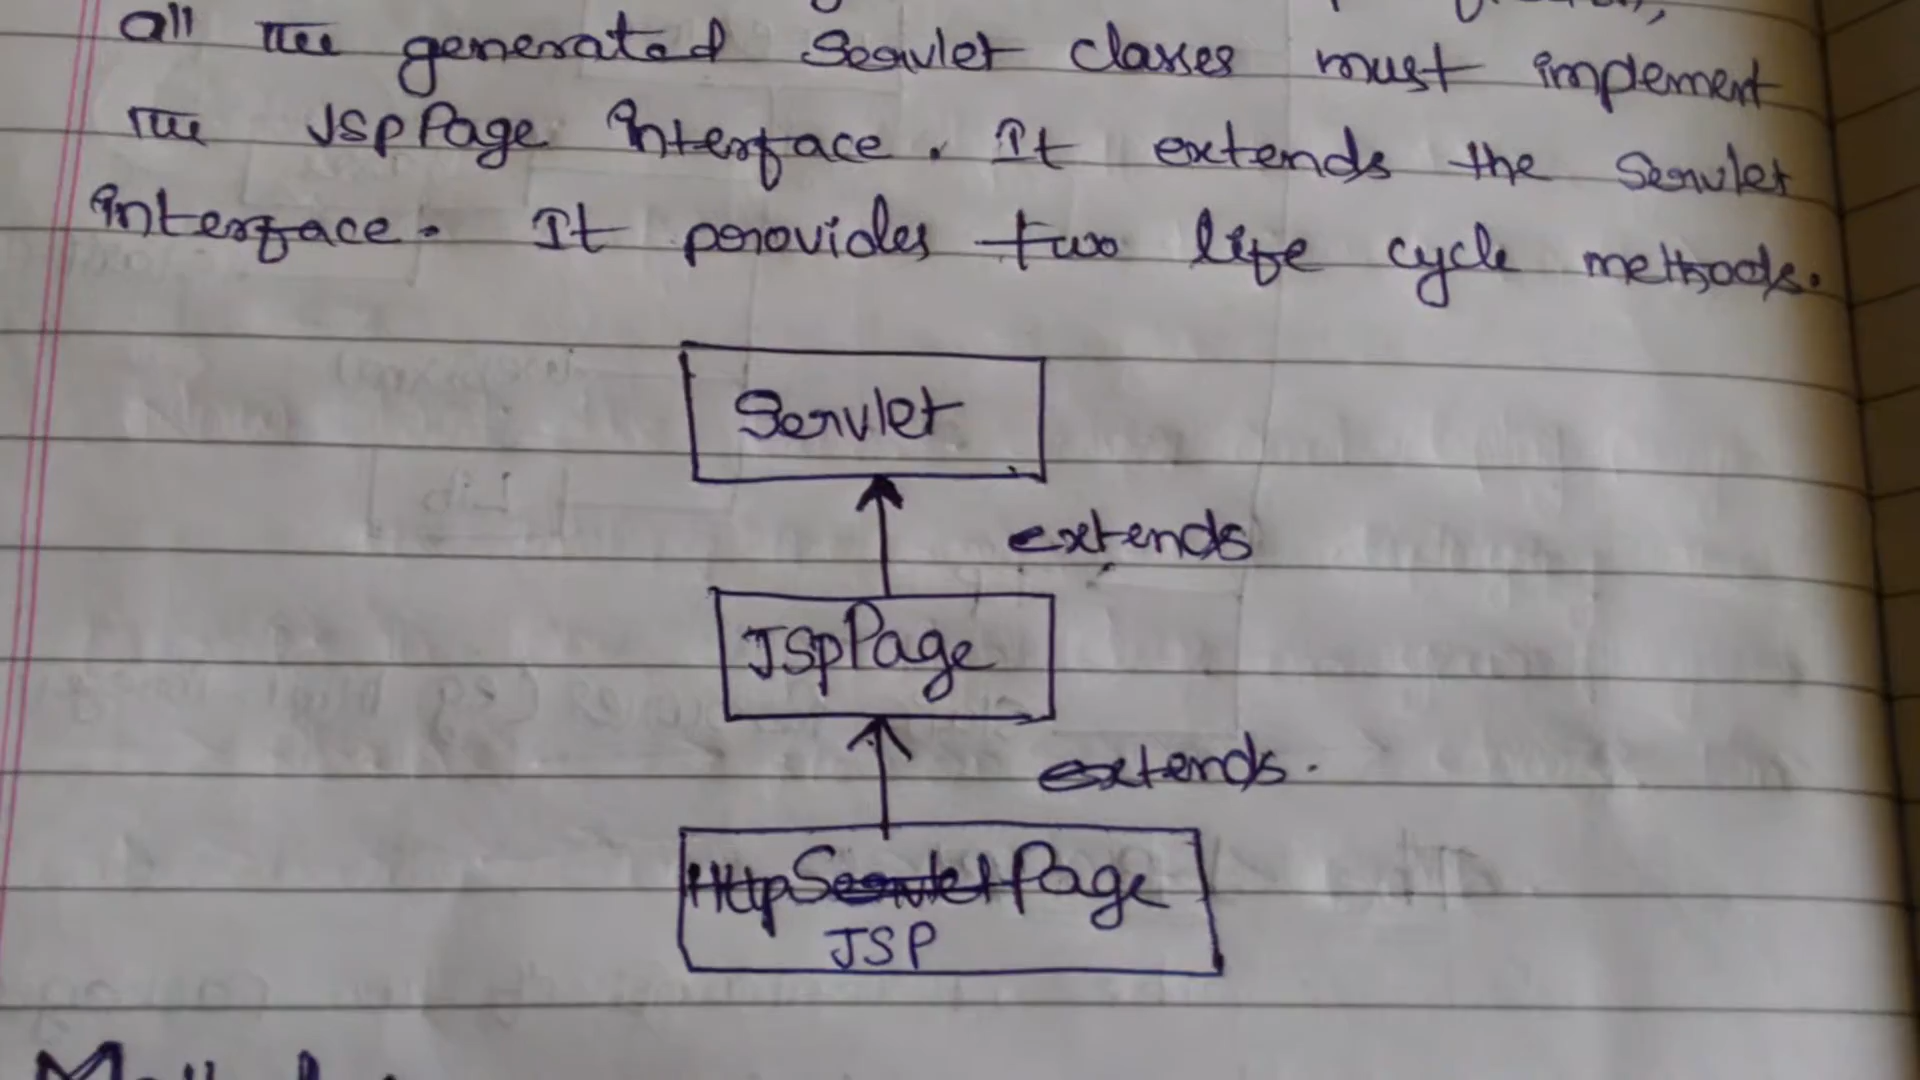 all the generated Servlet classes must implement
the JspPage interface. It extends the Servlet
interface. It provides two life cycle methods.
Servlet
extends
JspPage
extends.
HttpServletPage
JSP